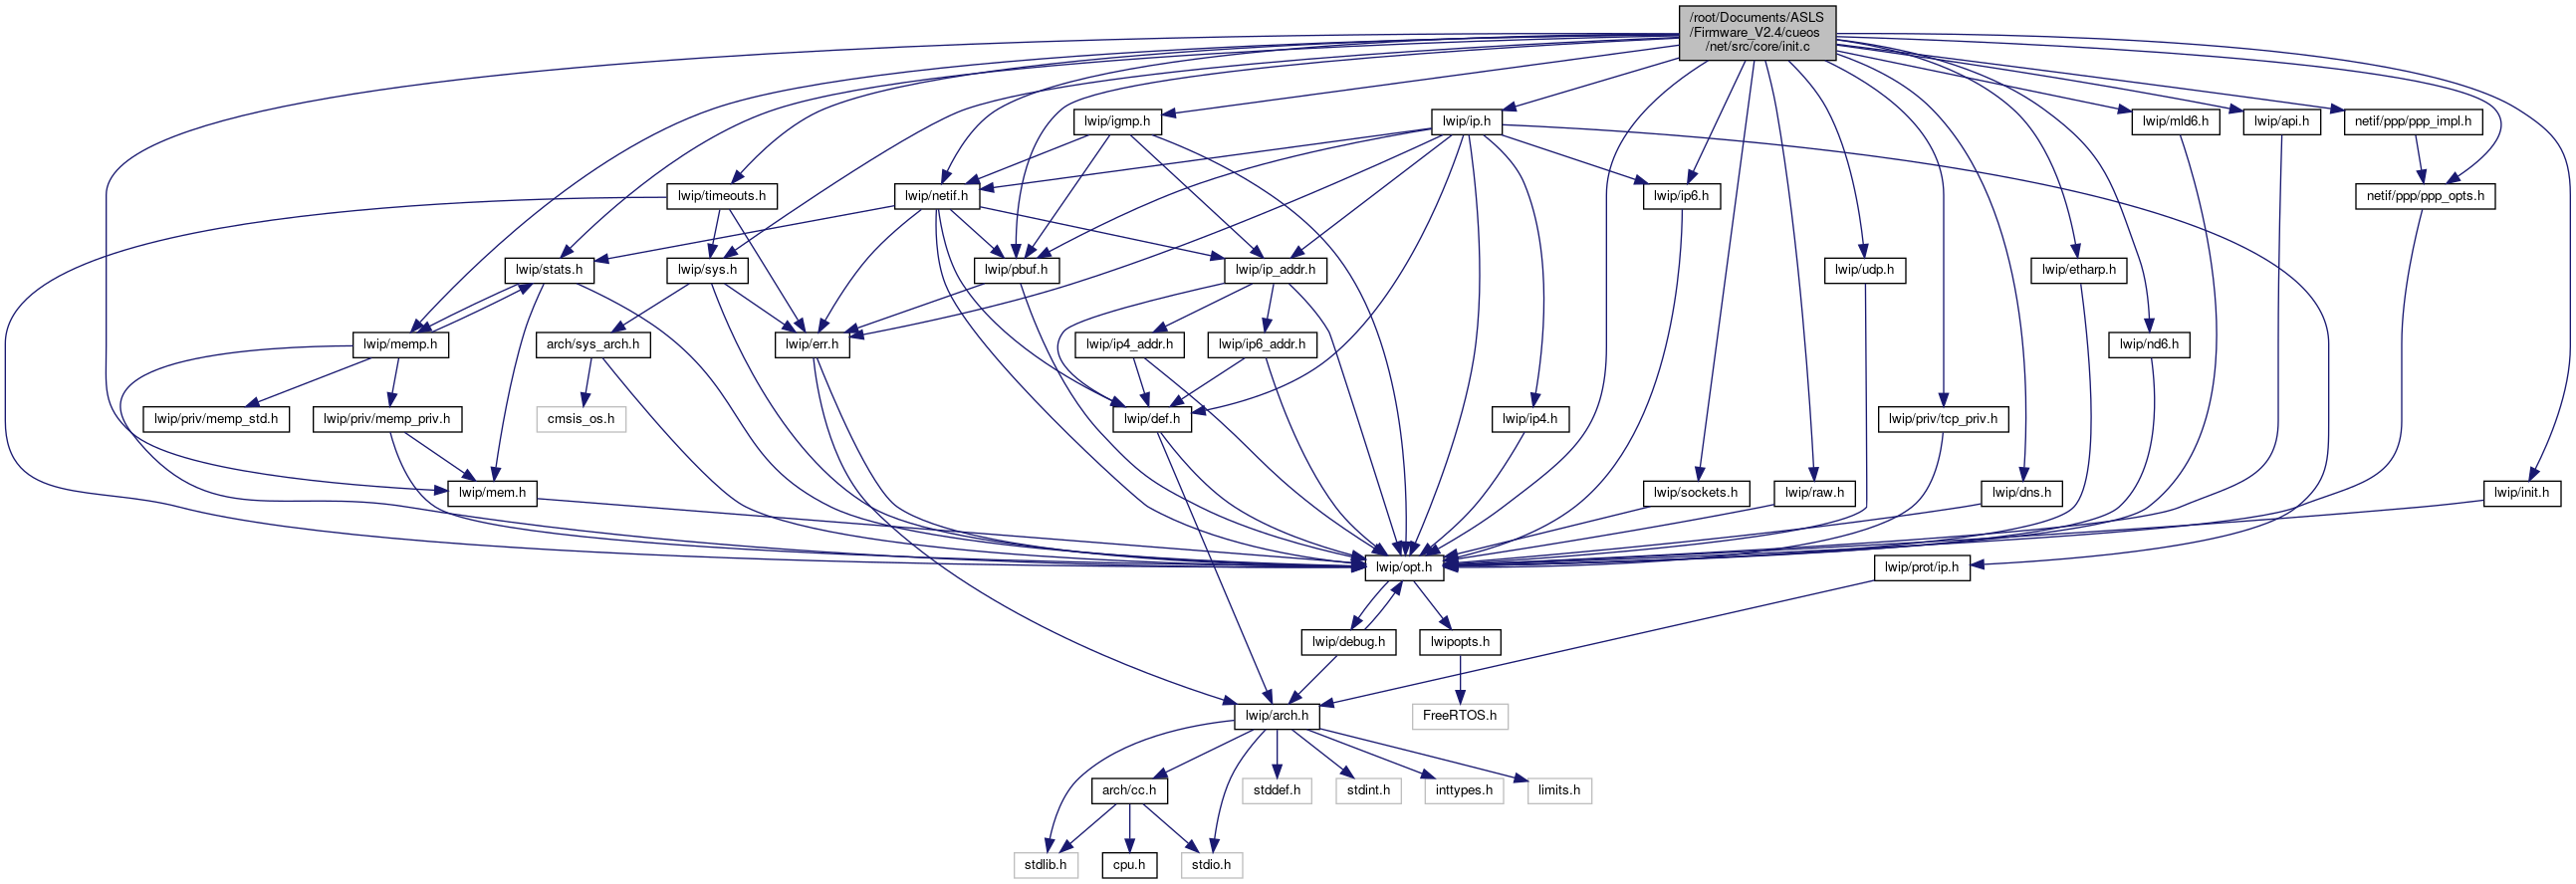 /root/Documents/ASLS
/Firmware_V2.4/cueos
/net/src/core/init.c
lwip/igmp.h
lwip/ip.h
lwip/mld6.h
lwip/api.h
netif/ppp/ppp_impl.h
lwip/timeouts.h
lwip/netif.h
lwip/ip6.h
netif/ppp/ppp_opts.h
lwip/stats.h
lwip/sys.h
lwip/pbuf.h
lwip/ip_addr.h
lwip/udp.h
lwip/etharp.h
lwip/memp.h
arch/sys_arch.h
lwip/err.h
lwip/ip4_addr.h
lwip/ip6_addr.h
lwip/nd6.h
lwip/priv/memp_std.h
lwip/priv/memp_priv.h
cmsis_os.h
lwip/def.h
lwip/ip4.h
lwip/priv/tcp_priv.h
lwip/mem.h
lwip/sockets.h
lwip/raw.h
lwip/dns.h
lwip/init.h
lwip/opt.h
lwip/prot/ip.h
lwip/debug.h
lwipopts.h
lwip/arch.h
FreeRTOS.h
arch/cc.h
stddef.h
stdint.h
inttypes.h
limits.h
stdlib.h
cpu.h
stdio.h